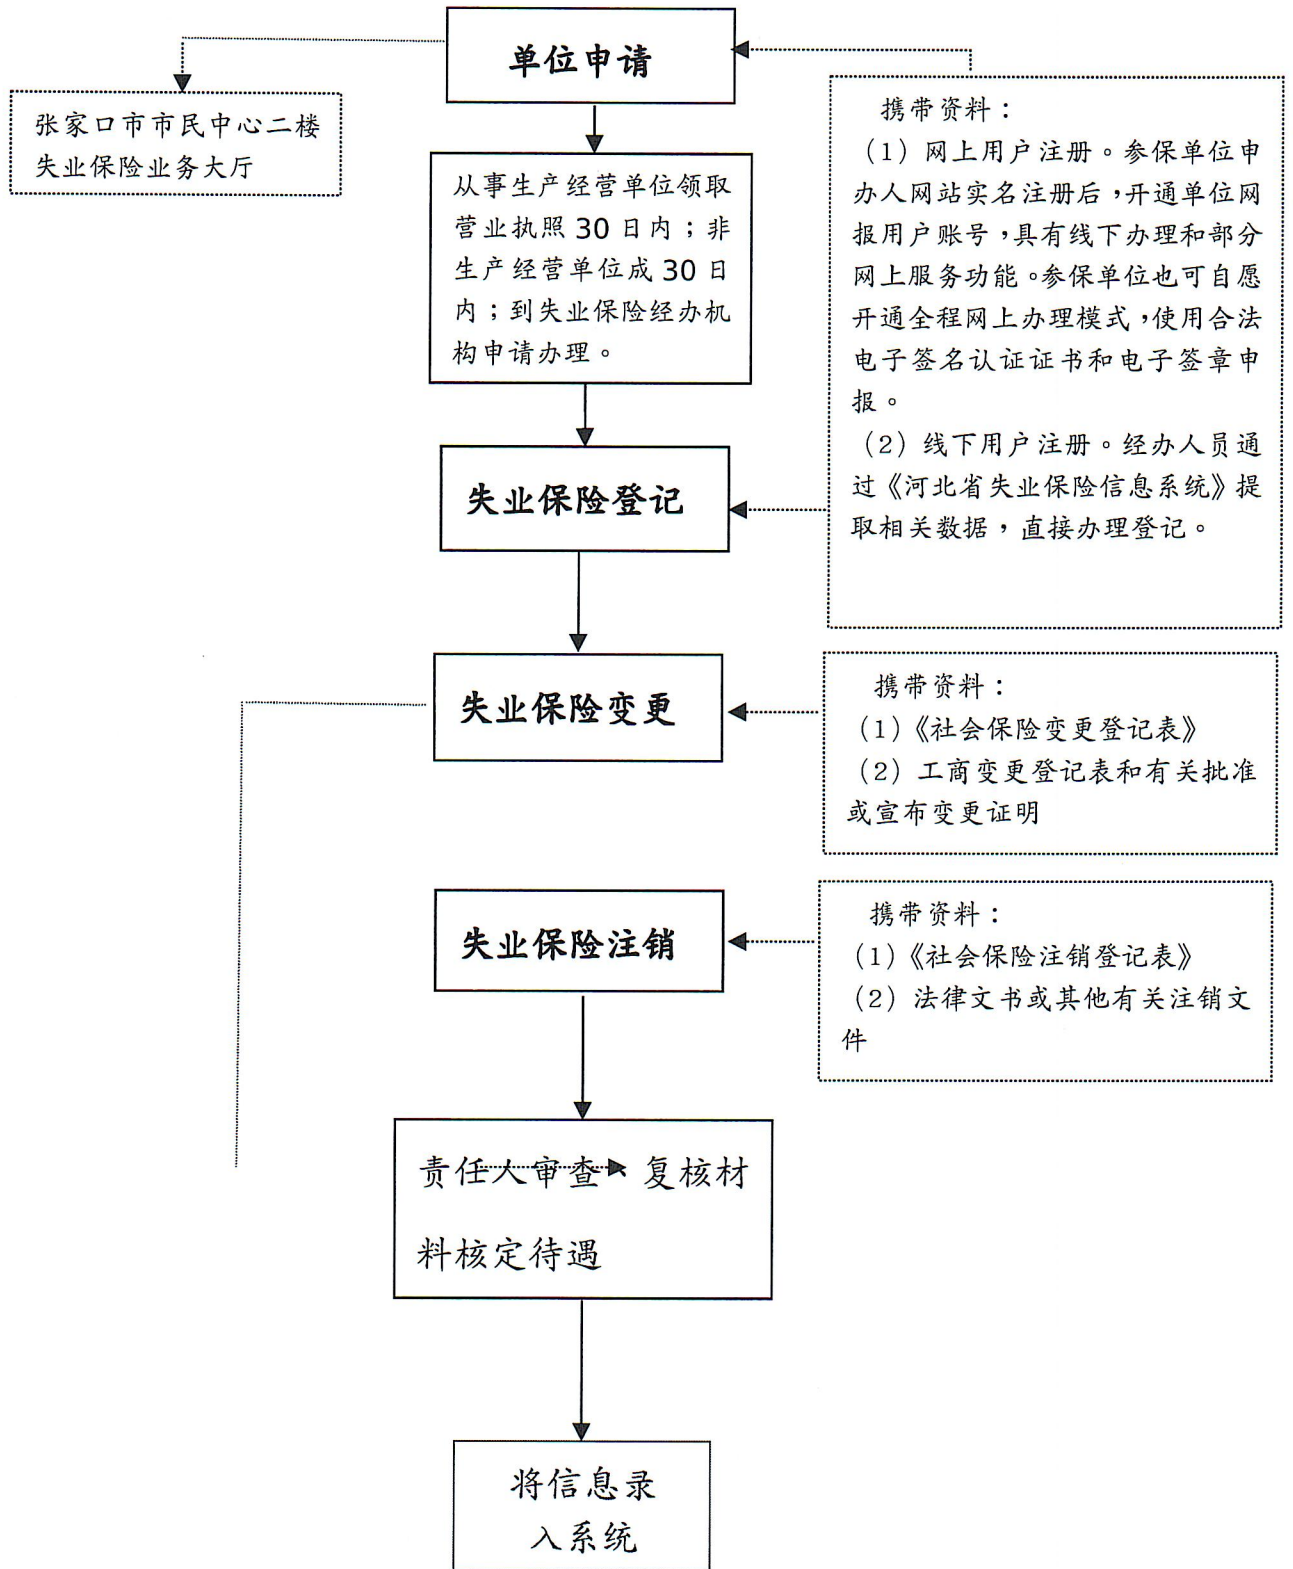 单位申请
张家口市市民中心二楼
失业保险业务大厅
从事生产经营单位领取
营业执照 30 日内；非
生产经营单位成 30 日
内；到失业保险经办机
构申请办理。
携带资料：
（1）网上用户注册。参保单位申
办人网站实名注册后，开通单位网
报用户账号，具有线下办理和部分
网上服务功能。参保单位也可自愿
开通全程网上办理模式，使用合法
电子签名认证证书和电子签章申
报。
（2）线下用户注册。经办人员通
过《河北省失业保险信息系统》提
取相关数据，直接办理登记。
失业保险登记
失业保险变更
携带资料：
（1）《社会保险变更登记表》
（2）工商变更登记表和有关批准
或宣布变更证明
失业保险注销
携带资料：
（1）《社会保险注销登记表》
（2）法律文书或其他有关注销文
件
责任人审查、复核材
料核定待遇
将信息录
入系统